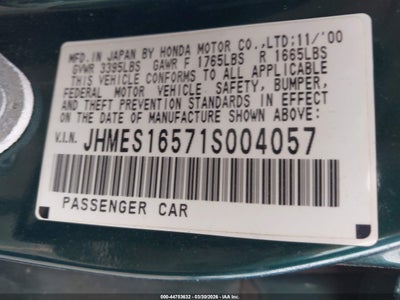 MFD. IN JAPAN BY HONDA MOTOR CO.,LTD; 11/'00
GVWR 3395LBS GAWR F 1765LBS R 1665LBS
THIS VEHICLE CONFORMS TO ALL APPLICABLE
FEDERAL MOTOR VEHICLE SAFETY, BUMPER,
AND THEFT PREVENTION STANDARDS IN EFFECT
ON THE DATE OF MANUFACTURE SHOWN ABOVE:
V.I.N. JHMES16571S004057
PASSENGER CAR
000-44753632 - 03/30/2026 - IAA Inc.